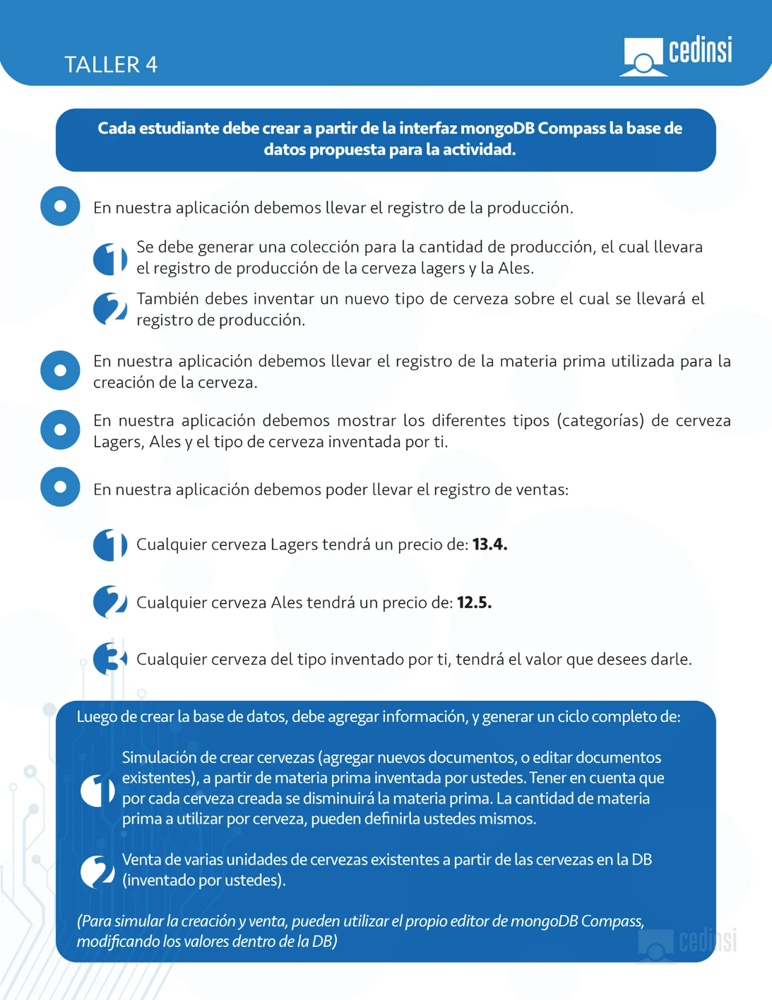 TALLER 4
cedinsi
Cada estudiante debe crear a partir de la interfaz mongoDB Compass la base de
datos propuesta para la actividad.
En nuestra aplicación debemos llevar el registro de la producción.
1 Se debe generar una colección para la cantidad de producción, el cual llevara
el registro de producción de la cerveza lagers y la Ales.
2 También debes inventar un nuevo tipo de cerveza sobre el cual se llevará el
registro de producción.
En nuestra aplicación debemos llevar el registro de la materia prima utilizada para la
creación de la cerveza.
En nuestra aplicación debemos mostrar los diferentes tipos (categorías) de cerveza
Lagers, Ales y el tipo de cerveza inventada por ti.
En nuestra aplicación debemos poder llevar el registro de ventas:
1 Cualquier cerveza Lagers tendrá un precio de: 13.4.
2 Cualquier cerveza Ales tendrá un precio de: 12.5.
3 Cualquier cerveza del tipo inventado por ti, tendrá el valor que desees darle.
Luego de crear la base de datos, debe agregar información, y generar un ciclo completo de:
1 Simulación de crear cervezas (agregar nuevos documentos, o editar documentos
existentes), a partir de materia prima inventada por ustedes. Tener en cuenta que
por cada cerveza creada se disminuirá la materia prima. La cantidad de materia
prima a utilizar por cerveza, pueden definirla ustedes mismos.
2 Venta de varias unidades de cervezas existentes a partir de las cervezas en la DB
(inventado por ustedes).
(Para simular la creación y venta, pueden utilizar el propio editor de mongoDB Compass,
modificando los valores dentro de la DB)
cedinsi